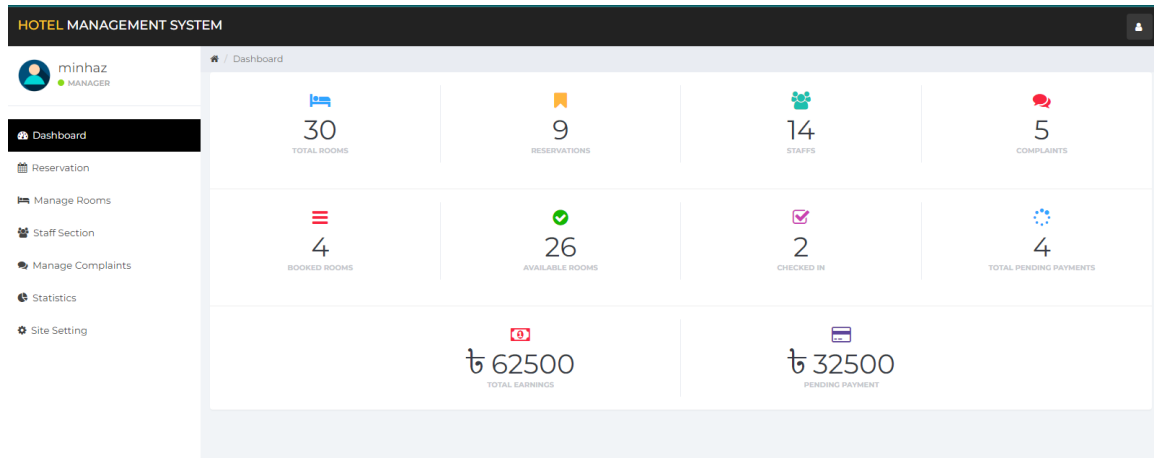 HOTEL MANAGEMENT SYSTEM
minhaz
MANAGER
/ Dashboard
Dashboard
Reservation
Manage Rooms
Staff Section
Manage Complaints
Statistics
Site Setting
30
TOTAL ROOMS
9
RESERVATIONS
14
STAFFS
5
COMPLAINTS
4
BOOKED ROOMS
26
AVAILABLE ROOMS
2
CHECKED IN
4
TOTAL PENDING PAYMENTS
৳ 62500
TOTAL EARNINGS
৳ 32500
PENDING PAYMENT